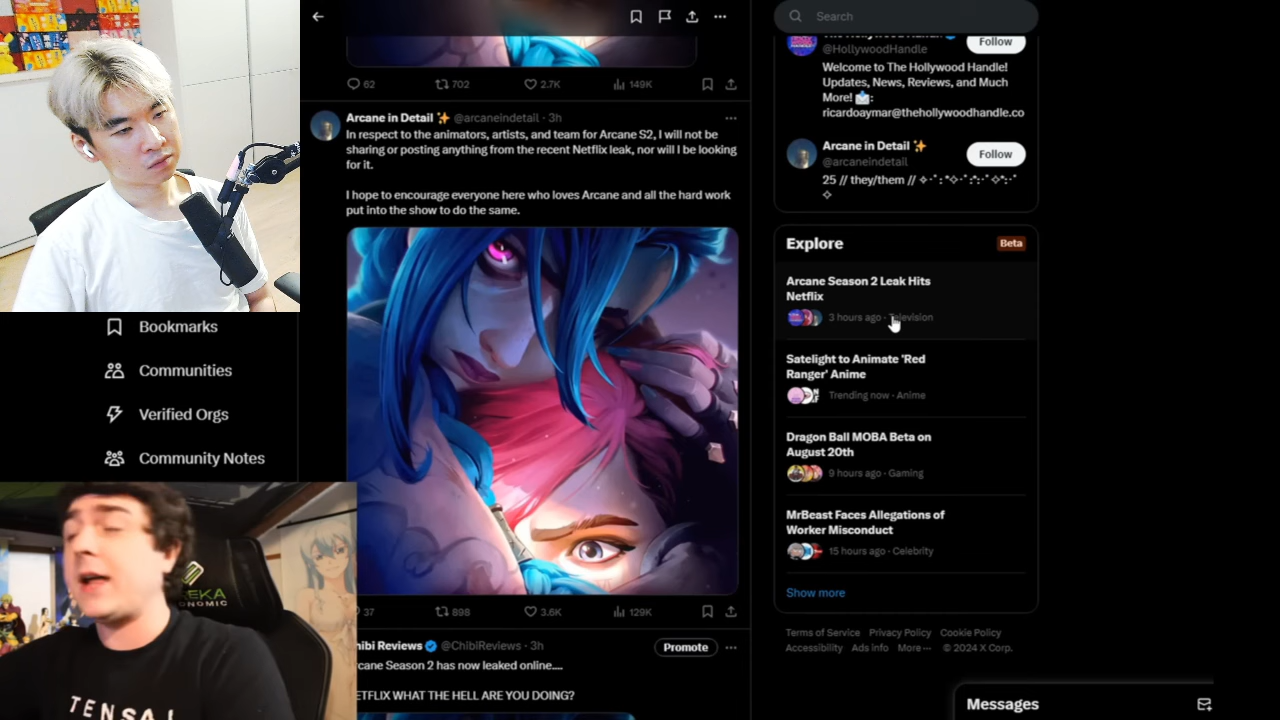 Bookmarks
Communities
Verified Orgs
Community Notes
TENSAI
62
702
2.7K
149K
Arcane in Detail ✨ @arcaneindetail · 3h
In respect to the animators, artists, and team for Arcane S2, I will not be
sharing or posting anything from the recent Netflix leak, nor will I be looking
for it.
I hope to encourage everyone here who loves Arcane and all the hard work
put into the show to do the same.
37
898
3.6K
129K
hibi Reviews @ChibiReviews · 3h
Promote
cane Season 2 has now leaked online....
ETFLIX WHAT THE HELL ARE YOU DOING?
Search
@HollywoodHandle
Follow
Welcome to The Hollywood Handle!
Updates, News, Reviews, and Much
More! 📩:
ricardoaymar@thehollywoodhandle.co
Arcane in Detail ✨
@arcaneindetail
Follow
25 // they/them //
Explore
Beta
Arcane Season 2 Leak Hits
Netflix
3 hours ago · Television
Satelight to Animate 'Red
Ranger' Anime
Trending now · Anime
Dragon Ball MOBA Beta on
August 20th
9 hours ago · Gaming
MrBeast Faces Allegations of
Worker Misconduct
15 hours ago · Celebrity
Show more
Terms of Service Privacy Policy Cookie Policy
Accessibility Ads info More ··· © 2024 X Corp.
Messages